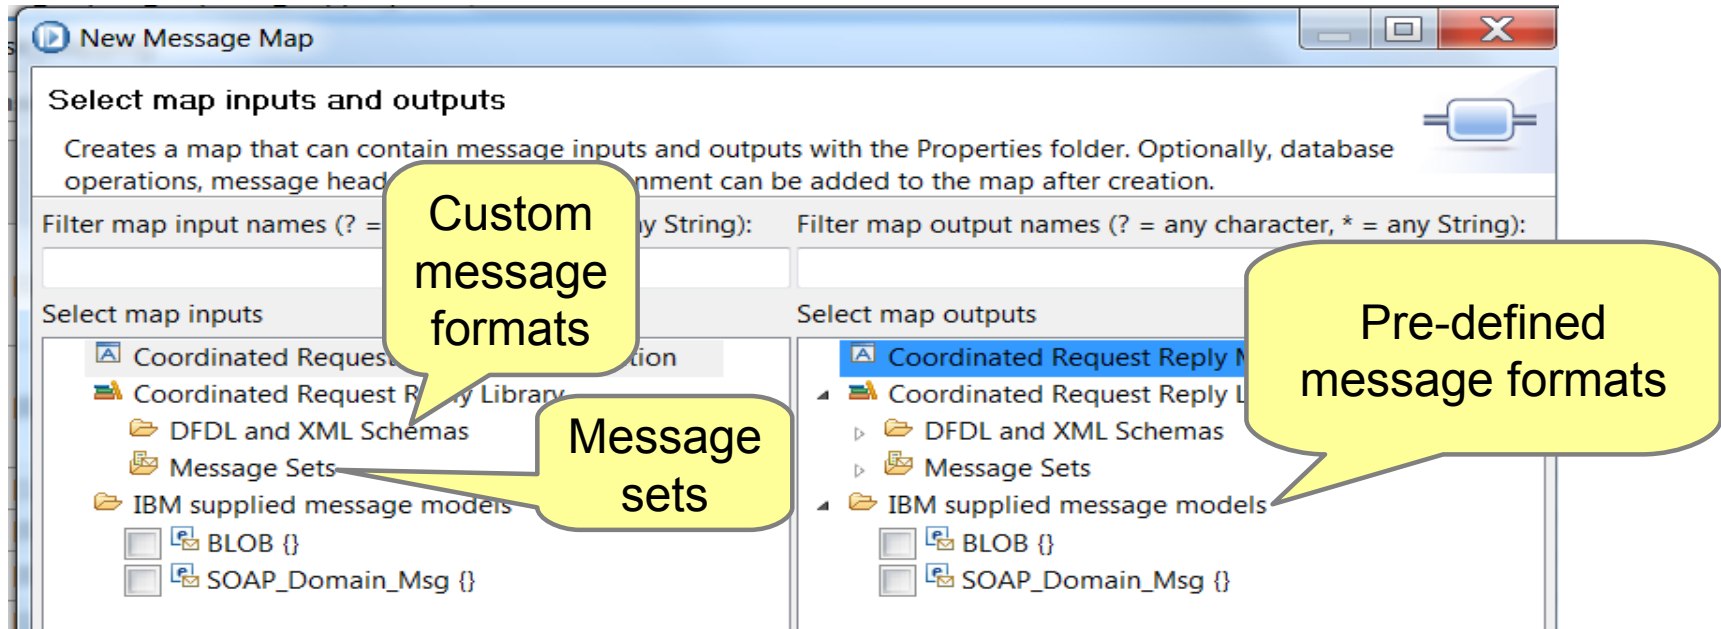 New Message Map
Select map inputs and outputs
Creates a map that can contain message inputs and outputs with the Properties folder. Optionally, database
operations, message head nment can be added to the map after creation.
Filter map input names (? = y String):
Filter map output names (? = any character, * = any String):
Custom
message
formats
Pre-defined
message formats
Message
sets
Select map inputs
Coordinated Request tion
Coordinated Request R y Library
DFDL and XML Schemas
Message Sets
IBM supplied message models
BLOB {}
SOAP_Domain_Msg {}
Select map outputs
Coordinated Request Reply
Coordinated Request Reply L
DFDL and XML Schemas
Message Sets
IBM supplied message models
BLOB {}
SOAP_Domain_Msg {}